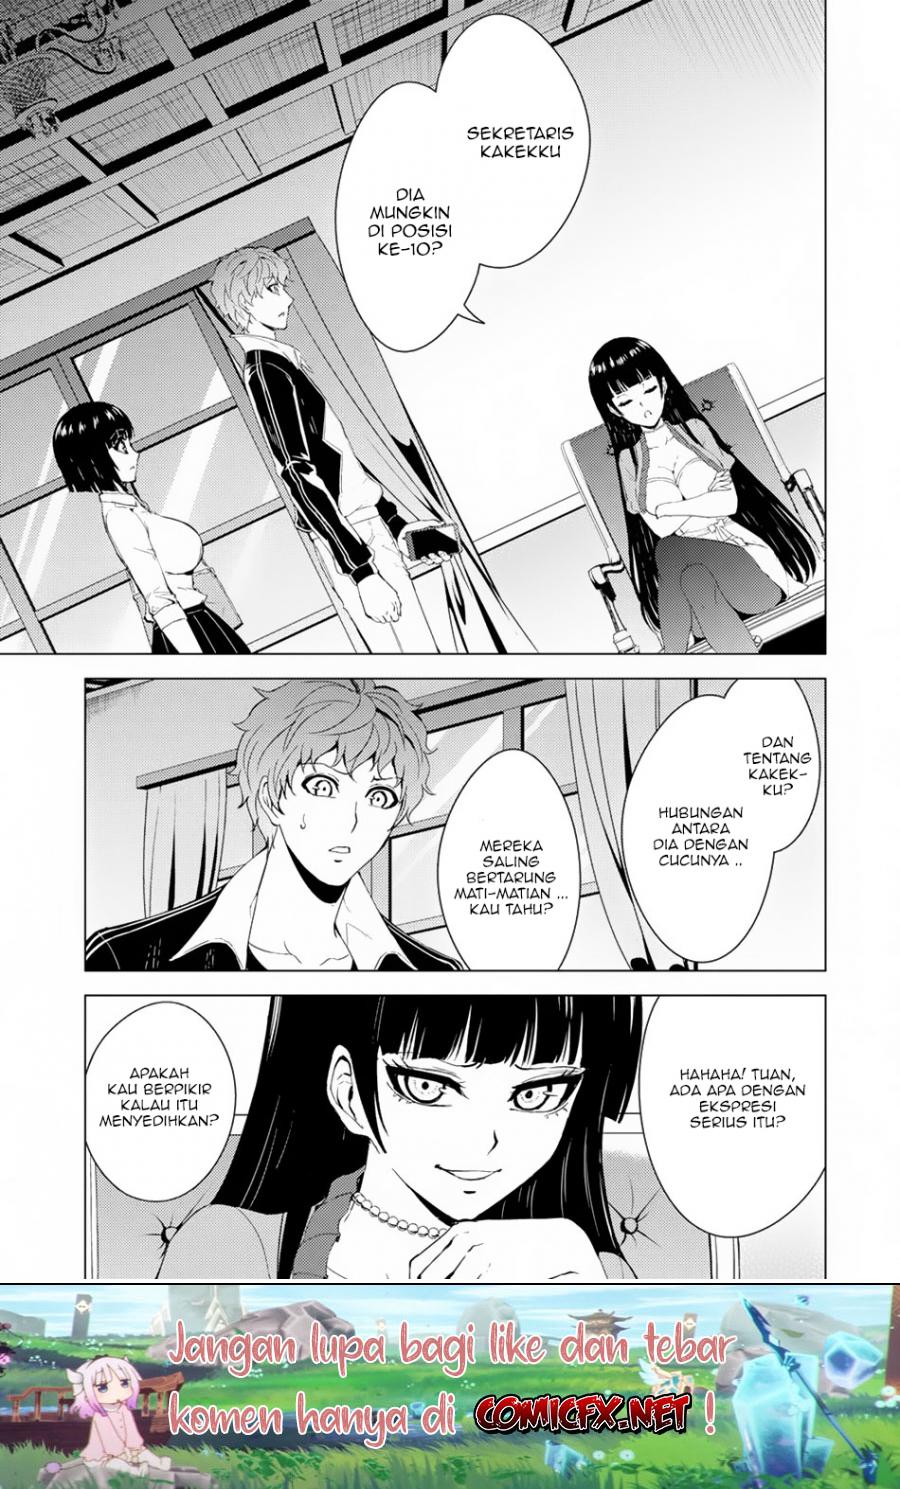 SEKRETARIS
KAKEKKU
DIA
MUNGKIN
DI POSISI
KE-10?
DAN
TENTANG
KAKEK-
KU?
HUBUNGAN
ANTARA
DIA DENGAN
CUCUNYA ..
MEREKA
SALING
BERTARUNG
MATI-MATIAN ...
KAU TAHU?
HAHAHA! TUAN,
ADA APA DENGAN
EKSPRESI
SERIUS ITU?
APAKAH
KAU BERPIKIR
KALAU ITU
MENYEDIHKAN?
Jangan lupa bagi like dan tebar
komen hanya di COMICFX.NET !